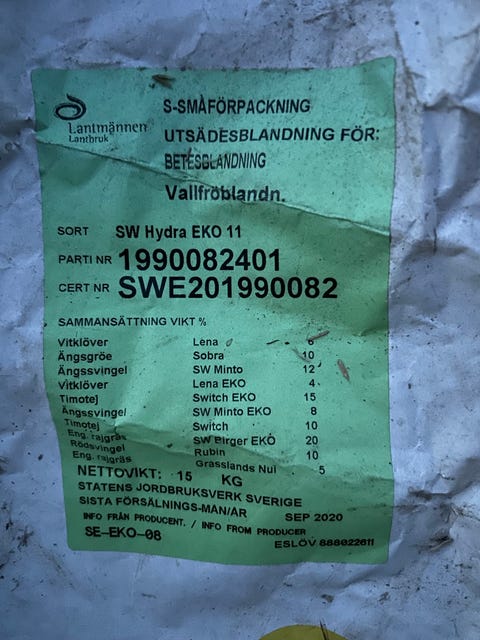 Lantmännen
Lantbruk
S-SMÅFÖRPACKNING
UTSÄDESBLANDNING FÖR:
BETESBLANDNING
Vallfröblandn.
SORT SW Hydra EKO 11
PARTI NR 1990082401
CERT NR SWE201990082
SAMMANSÄTTNING VIKT %
Vitklöver Lena 6
Ängsgröe Sobra 10
Ängssvingel SW Minto 12
Vitklöver Lena EKO 4
Timotej Switch EKO 15
Ängssvingel SW Minto EKO 8
Timotej Switch 10
Eng. rajgräs SW Birger EKO 20
Rödsvingel Rubin 10
Eng. rajgräs Grasslands Nui 5
NETTOVIKT: 15 KG
STATENS JORDBRUKSVERK SVERIGE
SISTA FÖRSÄLNINGS-MÅN/ÅR SEP 2020
INFO FRÅN PRODUCENT. / INFO FROM PRODUCER
SE-EKO-08 ESLÖV 888022611